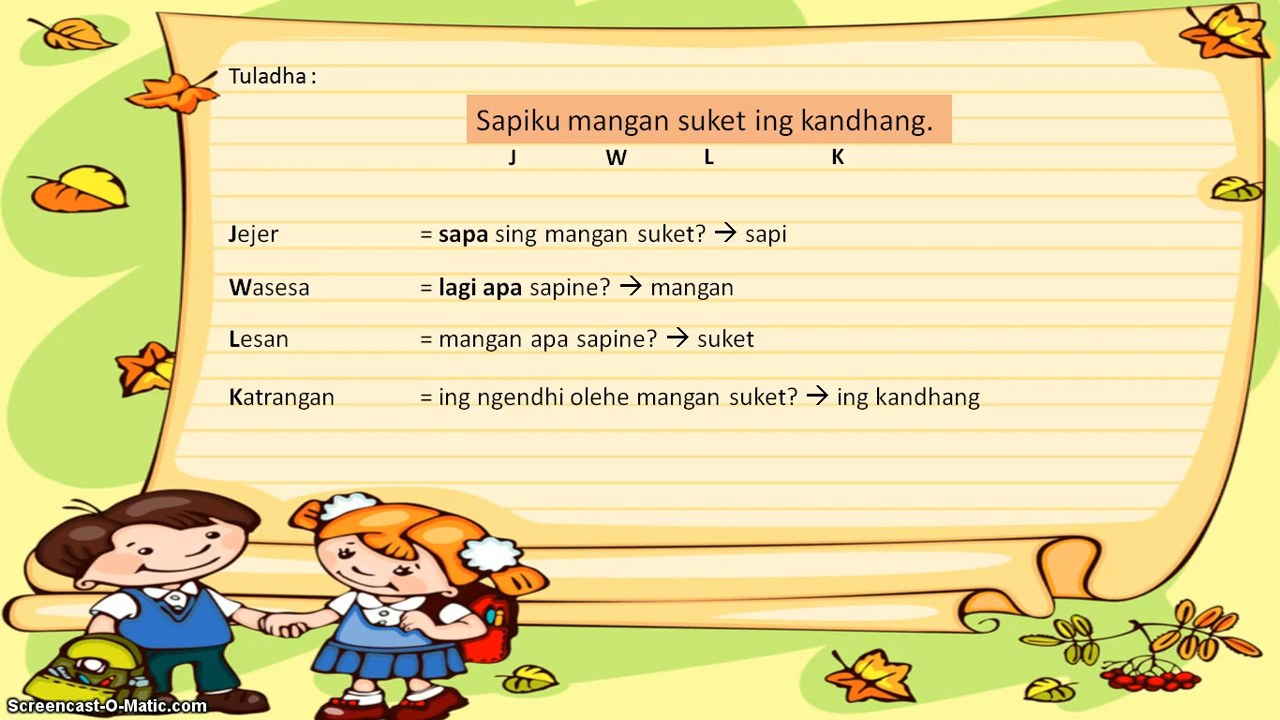 Tuladha :
Sapiku mangan suket ing kandhang.
J W L K
Jejer = sapa sing mangan suket? → sapi
Wasesa = lagi apa sapine? → mangan
Lesan = mangan apa sapine? → suket
Katrangan = ing ngendhi olehe mangan suket? → ing kandhang
Screencast-O-Matic.com